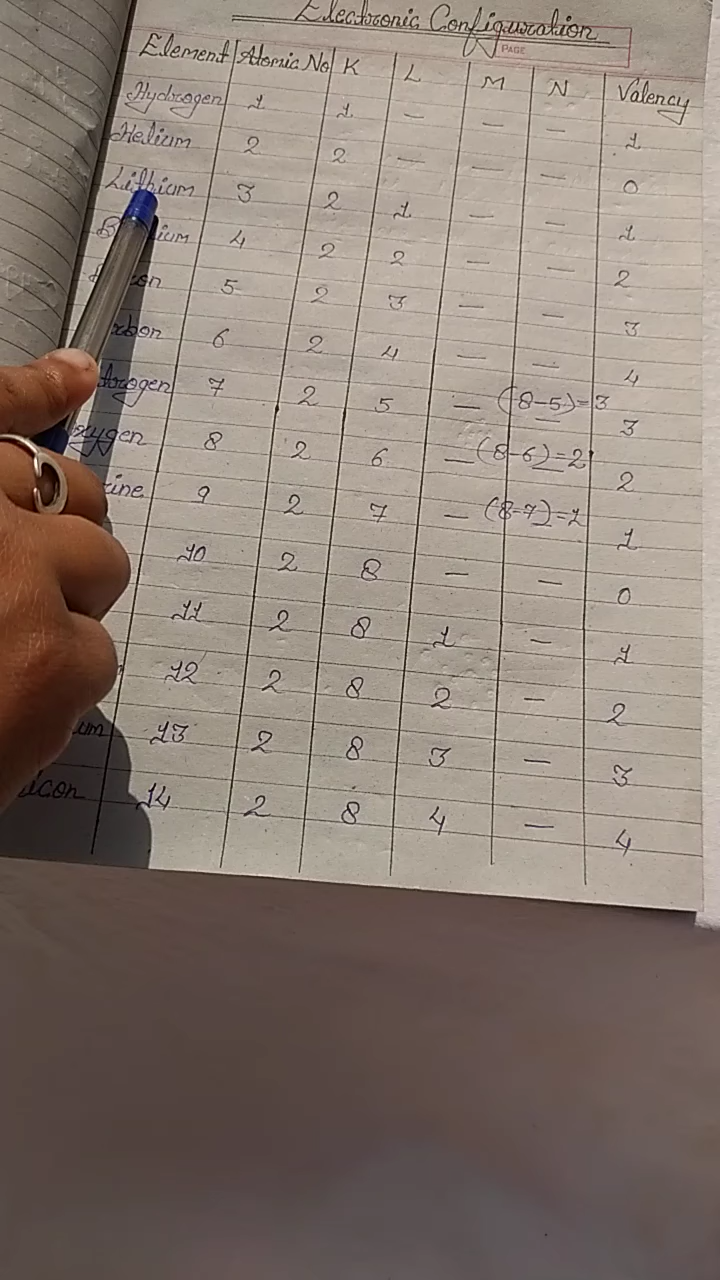 Electronic Configuration
PAGE
Element Atomic No K L M N Valency
Hydrogen 1 1 — — — 1
Helium 2 2 — — — 0
Lithium 3 2 1 — — 1
4 2 2 — — 2
5 2 3 — — 3
6 2 4 — — 4
7 2 5 — (8-5)=3 — 3
8 2 6 — (8-6)=2 — 2
9 2 7 — (8-7)=1 — 1
10 2 8 — — 0
11 2 8 1 — 1
12 2 8 2 — 2
13 2 8 3 — 3
14 2 8 4 — 4